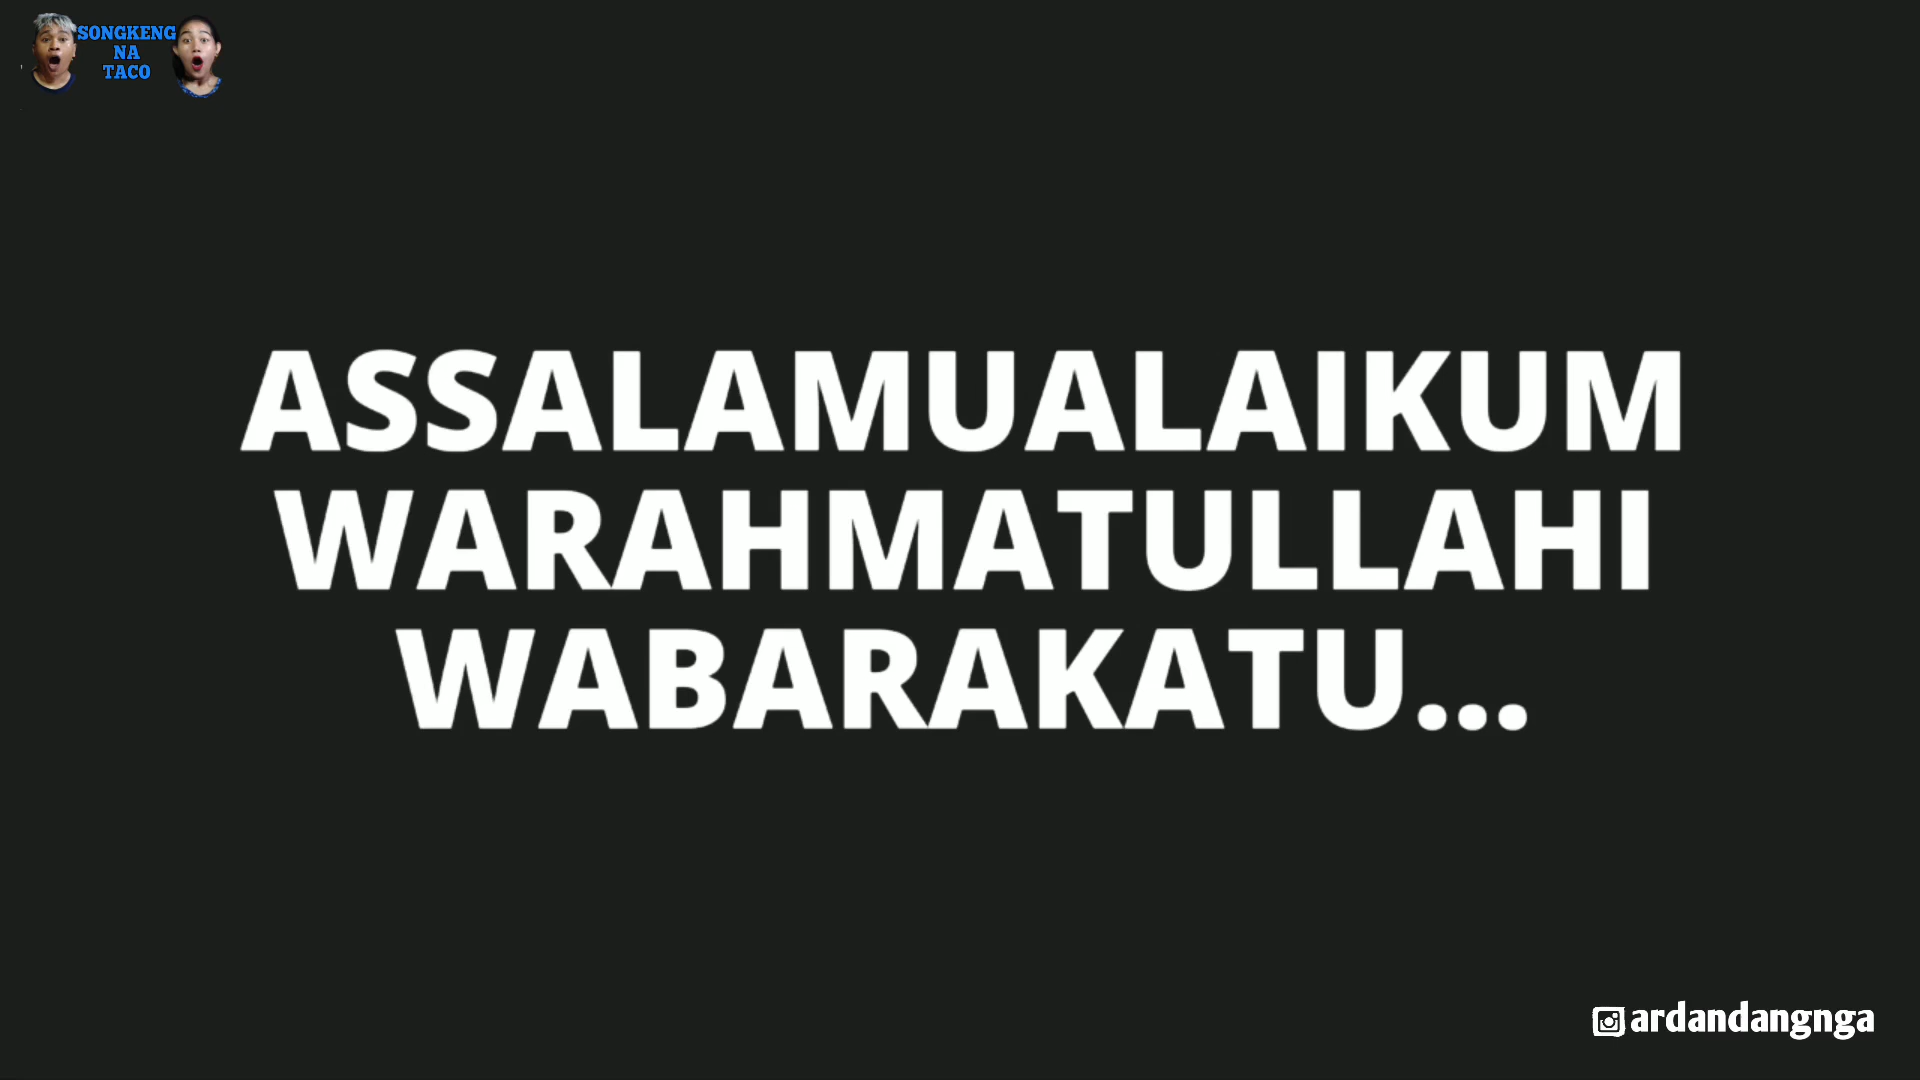 SONGKENG
NA
TACO
ASSALAMUALAIKUM
WARAHMATULLAHI
WABARAKATU...
ardandangnga